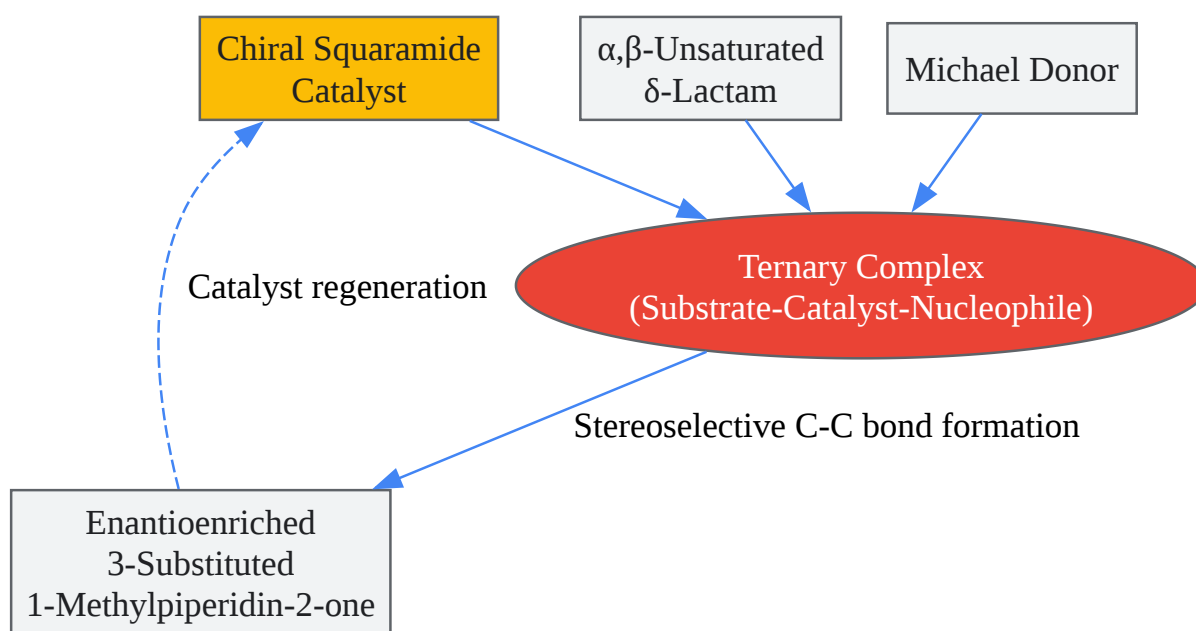 Chiral Squaramide
Catalyst
α,β-Unsaturated
δ-Lactam
Michael Donor
Ternary Complex
(Substrate-Catalyst-Nucleophile)
Catalyst regeneration
Stereoselective C-C bond formation
Enantioenriched
3-Substituted
1-Methylpiperidin-2-one